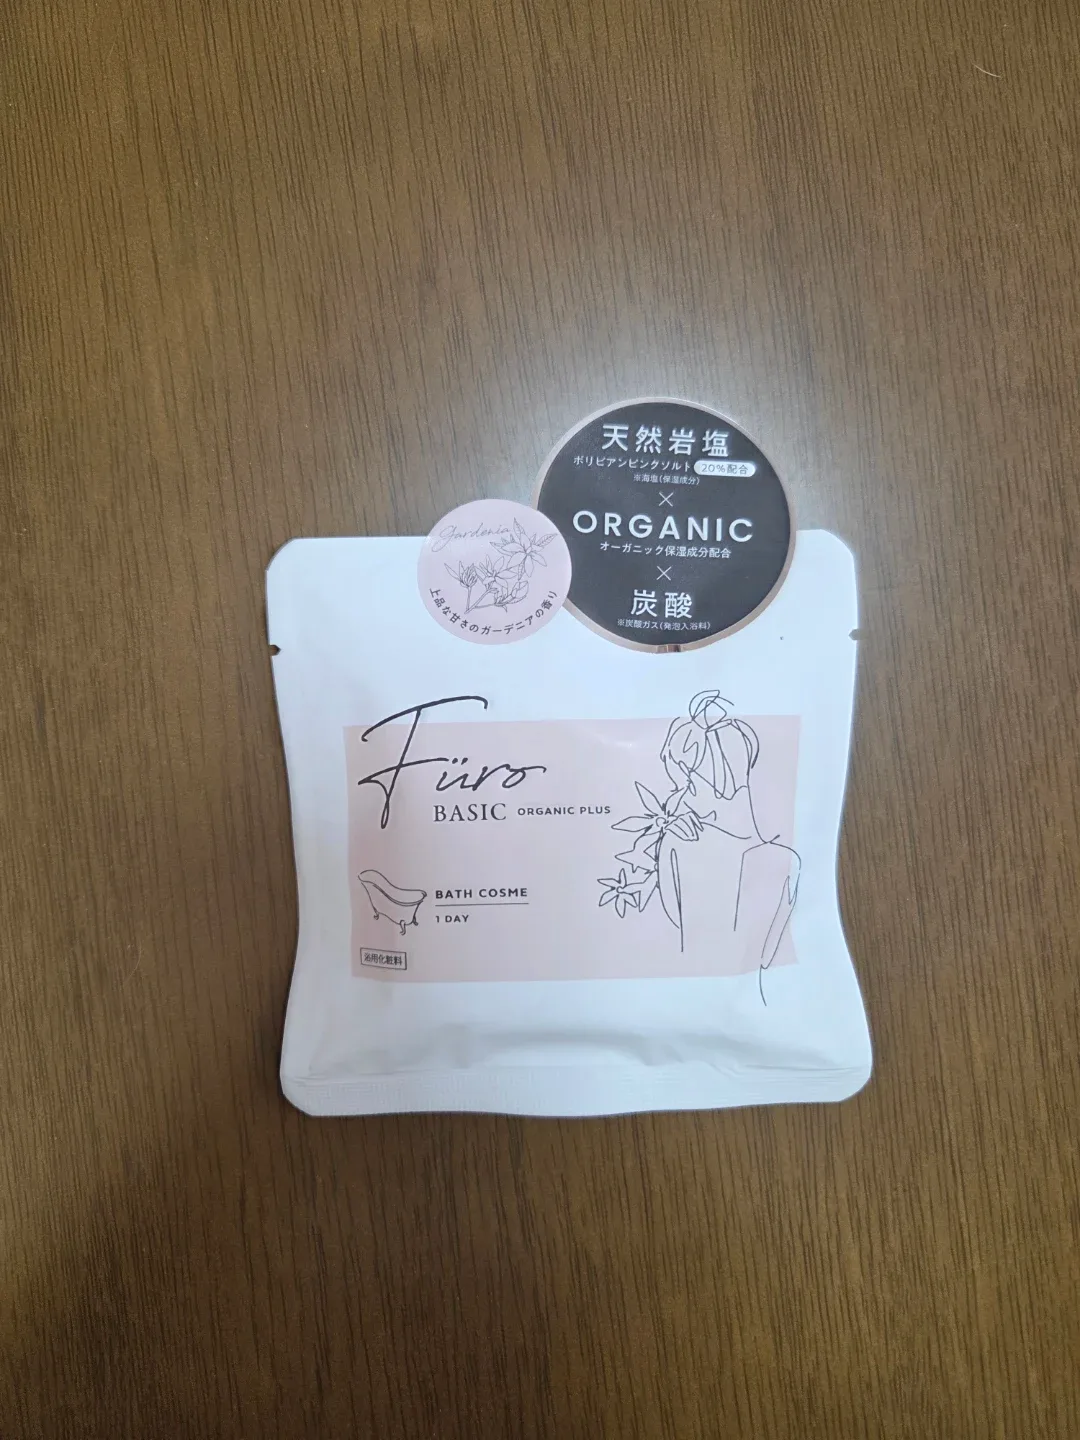 天然岩塩
ボリビアンピンクソルト 20%配合
※海塩(保湿成分)
×
ORGANIC
オーガニック保湿成分配合
×
炭酸
※炭酸ガス(発泡入浴料)
gardenia
上品な甘さのガーデニアの香り
Füro
BASIC ORGANIC PLUS
BATH COSME
1 DAY
浴用化粧料